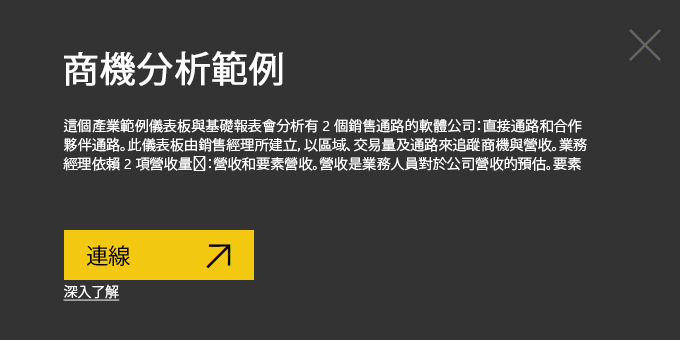 商機分析範例
這個產業範例儀表板與基礎報表會分析有 2 個銷售通路的軟體公司：直接通路和合作
夥伴通路。此儀表板由銷售經理所建立, 以區域、交易量及通路來追蹤商機與營收。業務
經理依賴 2 項營收量：營收和要素營收。營收是業務人員對於公司營收的預估。要素
連線
深入了解